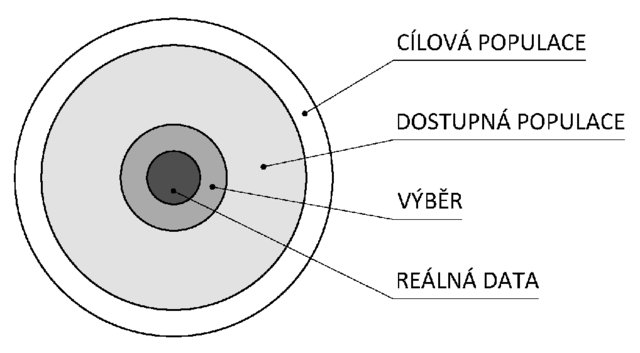 CÍLOVÁ POPULACE
DOSTUPNÁ POPULACE
VÝBĚR
REÁLNÁ DATA